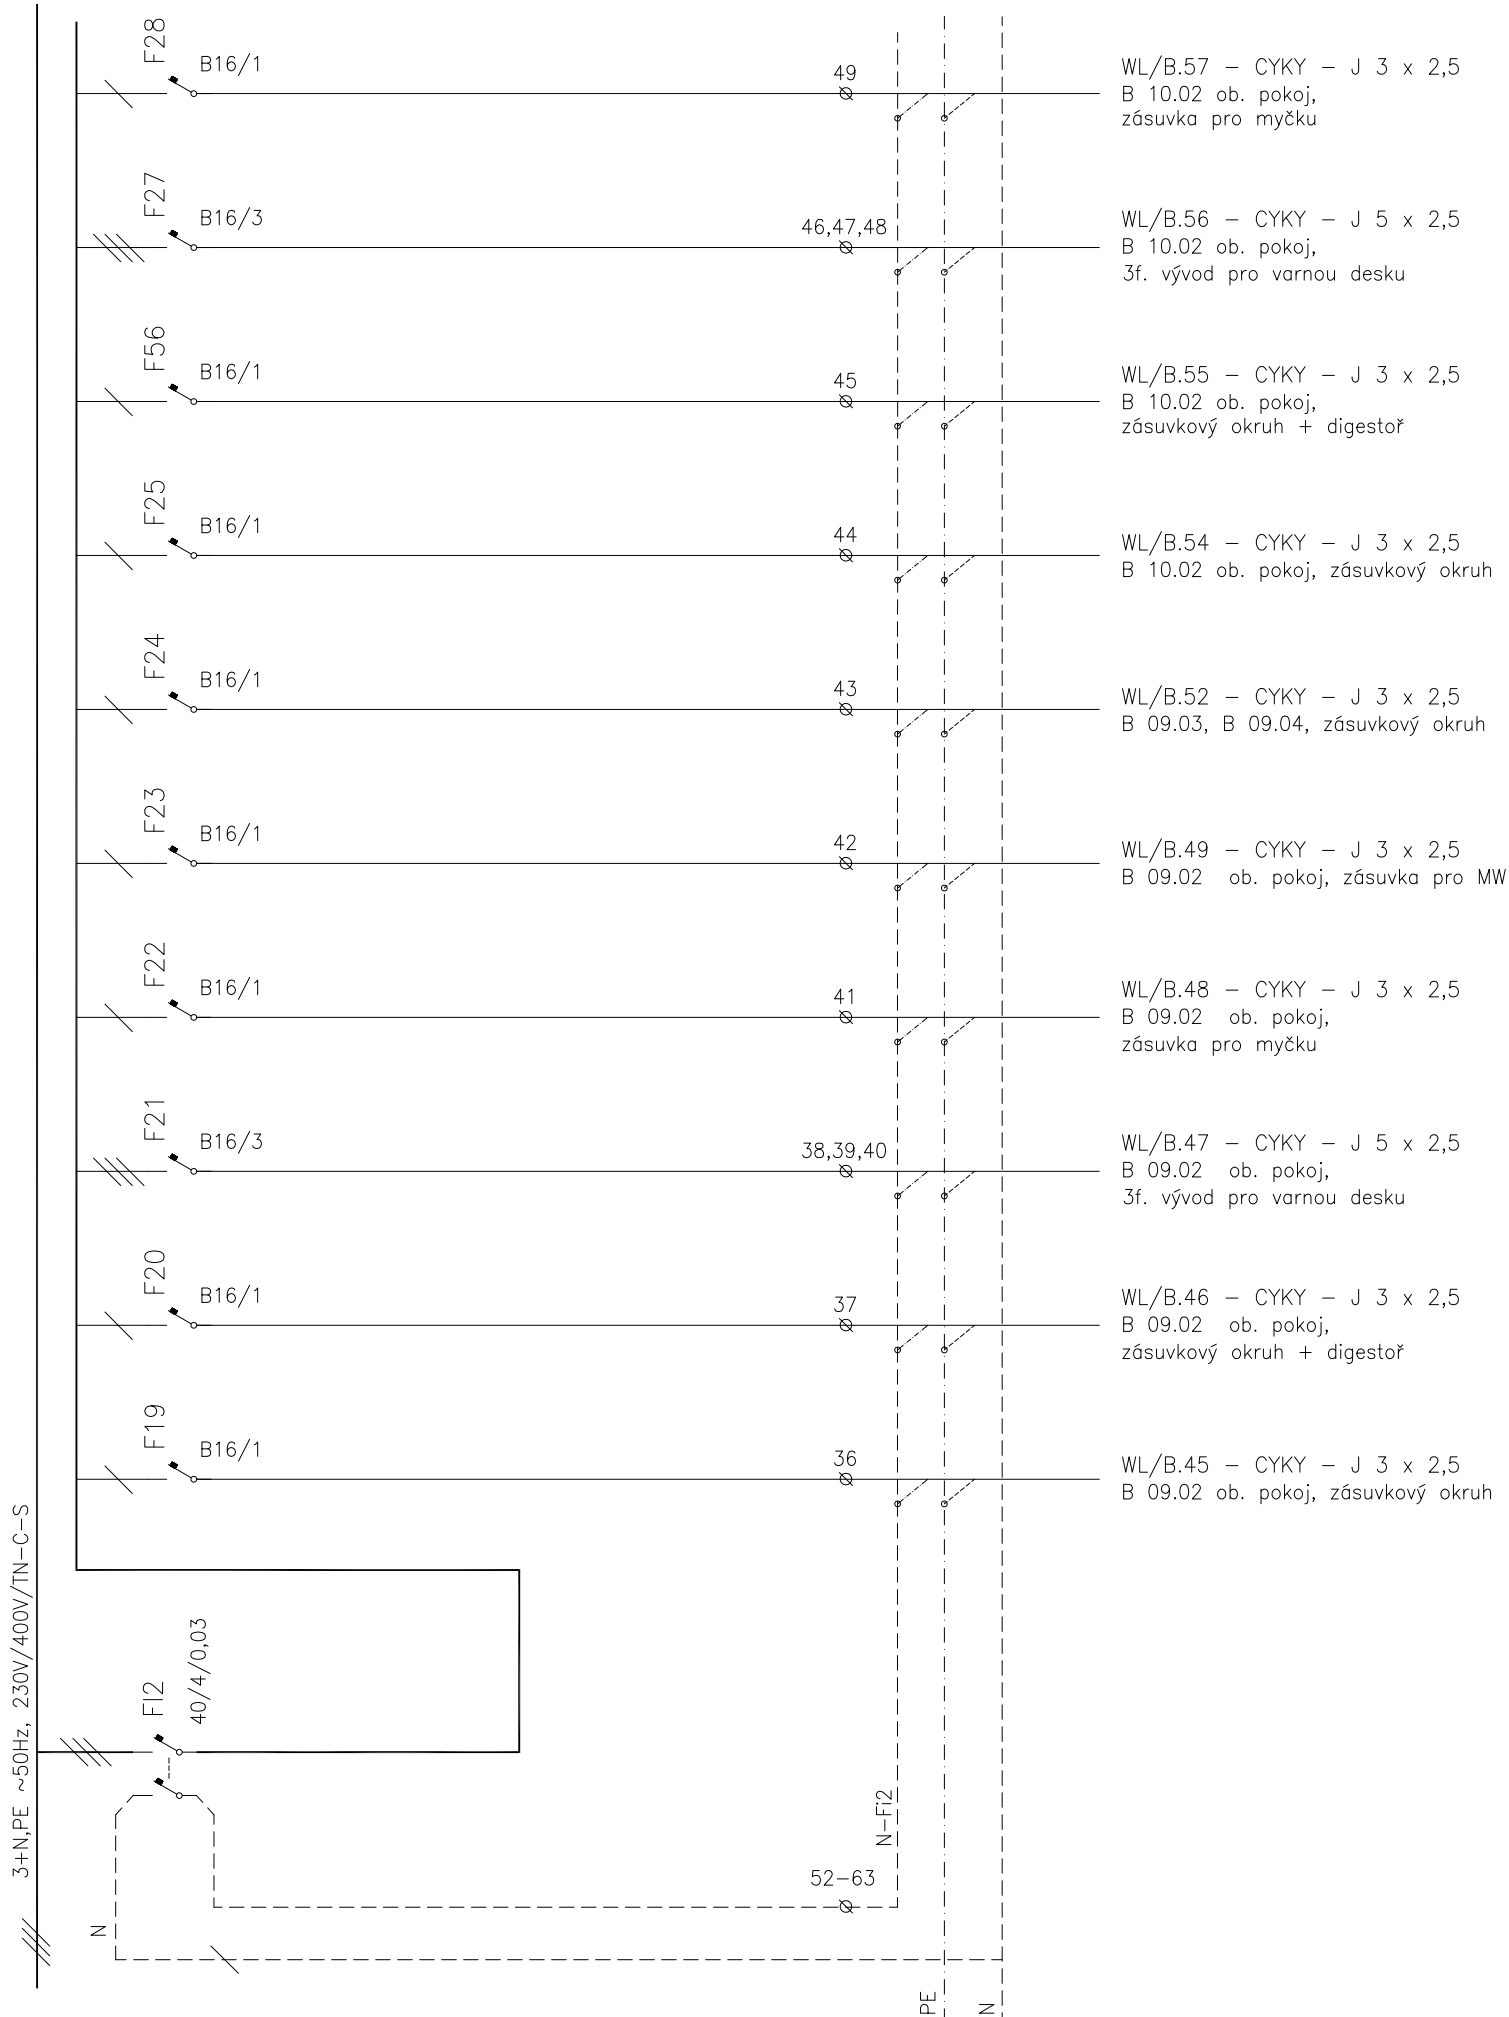 F28
B16/1
49
WL/B.57 – CYKY – J 3 x 2,5
B 10.02 ob. pokoj,
zásuvka pro myčku
F27
B16/3
46,47,48
WL/B.56 – CYKY – J 5 x 2,5
B 10.02 ob. pokoj,
3f. vývod pro varnou desku
F56
B16/1
45
WL/B.55 – CYKY – J 3 x 2,5
B 10.02 ob. pokoj,
zásuvkový okruh + digestoř
F25
B16/1
44
WL/B.54 – CYKY – J 3 x 2,5
B 10.02 ob. pokoj, zásuvkový okruh
F24
B16/1
43
WL/B.52 – CYKY – J 3 x 2,5
B 09.03, B 09.04, zásuvkový okruh
F23
B16/1
42
WL/B.49 – CYKY – J 3 x 2,5
B 09.02 ob. pokoj, zásuvka pro MW
F22
B16/1
41
WL/B.48 – CYKY – J 3 x 2,5
B 09.02 ob. pokoj,
zásuvka pro myčku
F21
B16/3
38,39,40
WL/B.47 – CYKY – J 5 x 2,5
B 09.02 ob. pokoj,
3f. vývod pro varnou desku
F20
B16/1
37
WL/B.46 – CYKY – J 3 x 2,5
B 09.02 ob. pokoj,
zásuvkový okruh + digestoř
F19
B16/1
36
WL/B.45 – CYKY – J 3 x 2,5
B 09.02 ob. pokoj, zásuvkový okruh
3+N,PE ~50Hz, 230V/400V/TN–C–S
FI2
40/4/0,03
N–Fi2
52–63
N
PE
N